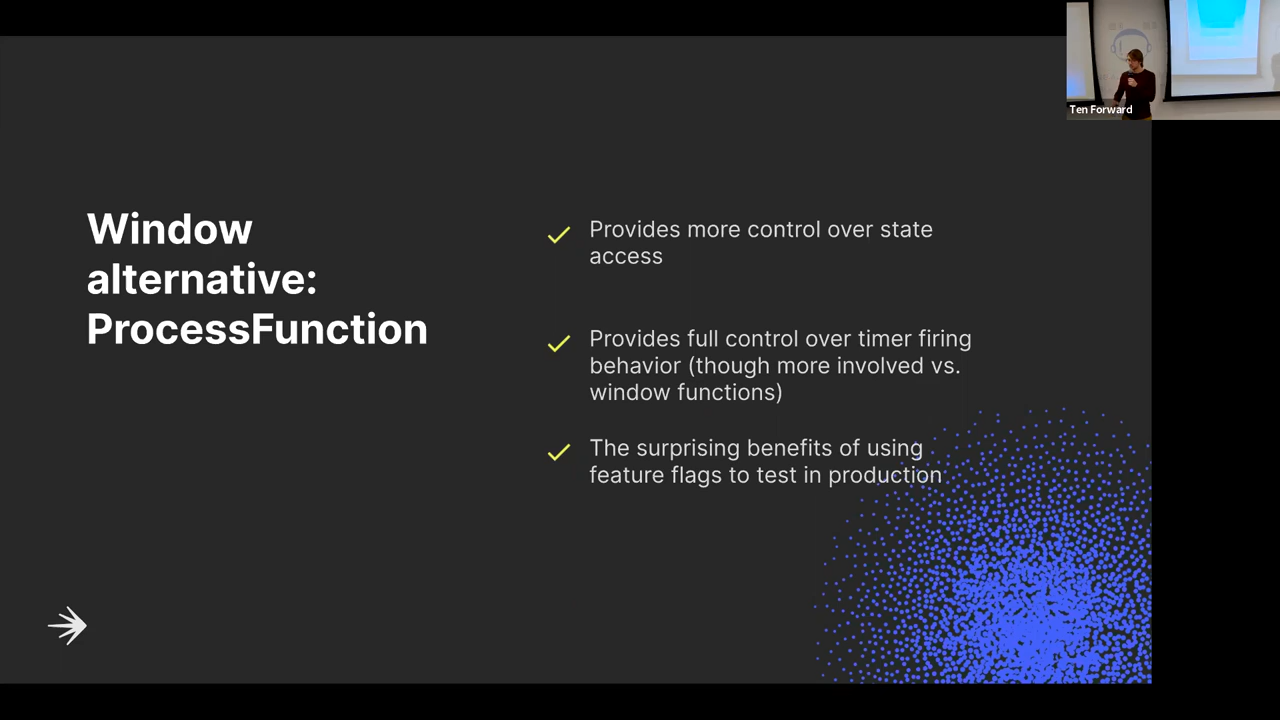 Ten Forward
Window
alternative:
ProcessFunction
Provides more control over state
access
Provides full control over timer firing
behavior (though more involved vs.
window functions)
The surprising benefits of using
feature flags to test in production